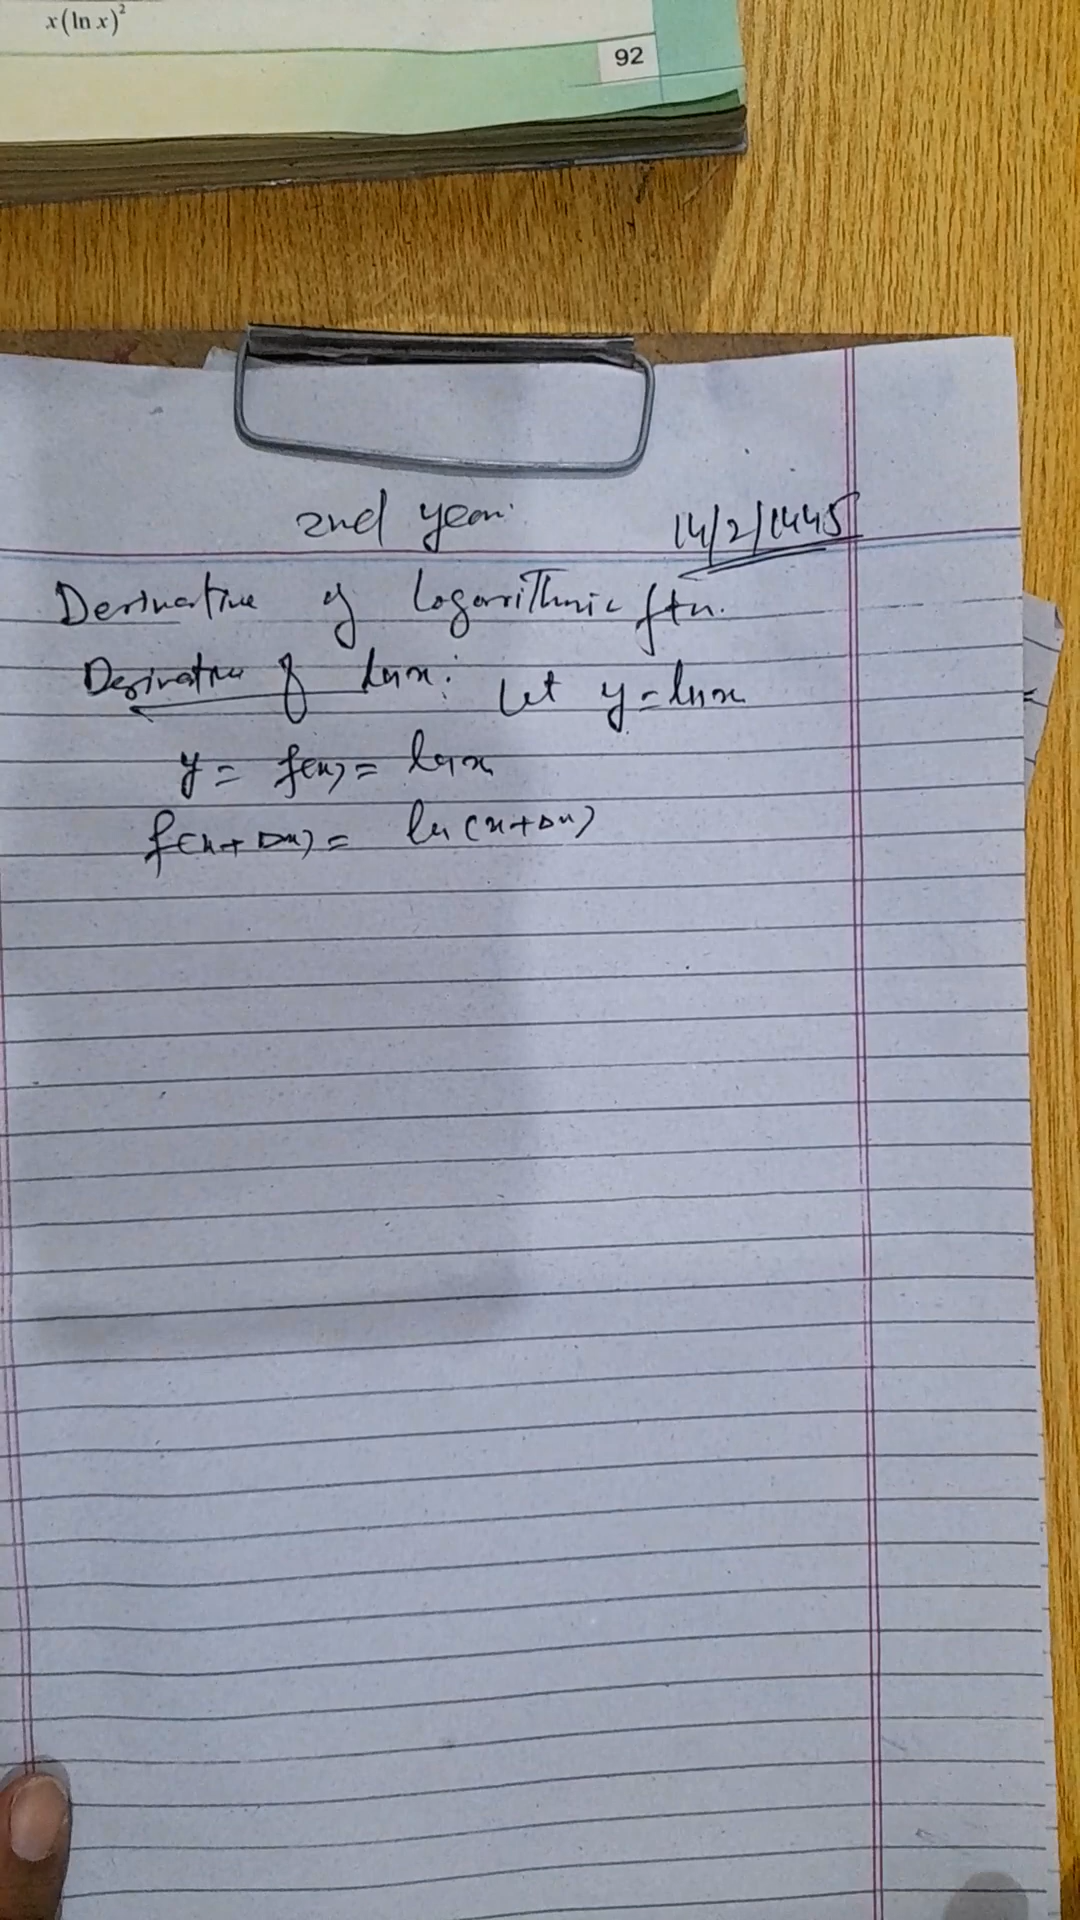 x(ln x)²
92
2nd year
14/2/1445
Derivative of Logarithmic ftn.
Derivative of lnx: Let y=lnx
y = f(x) = lnx
f(x+Δx) = ln(x+Δx)